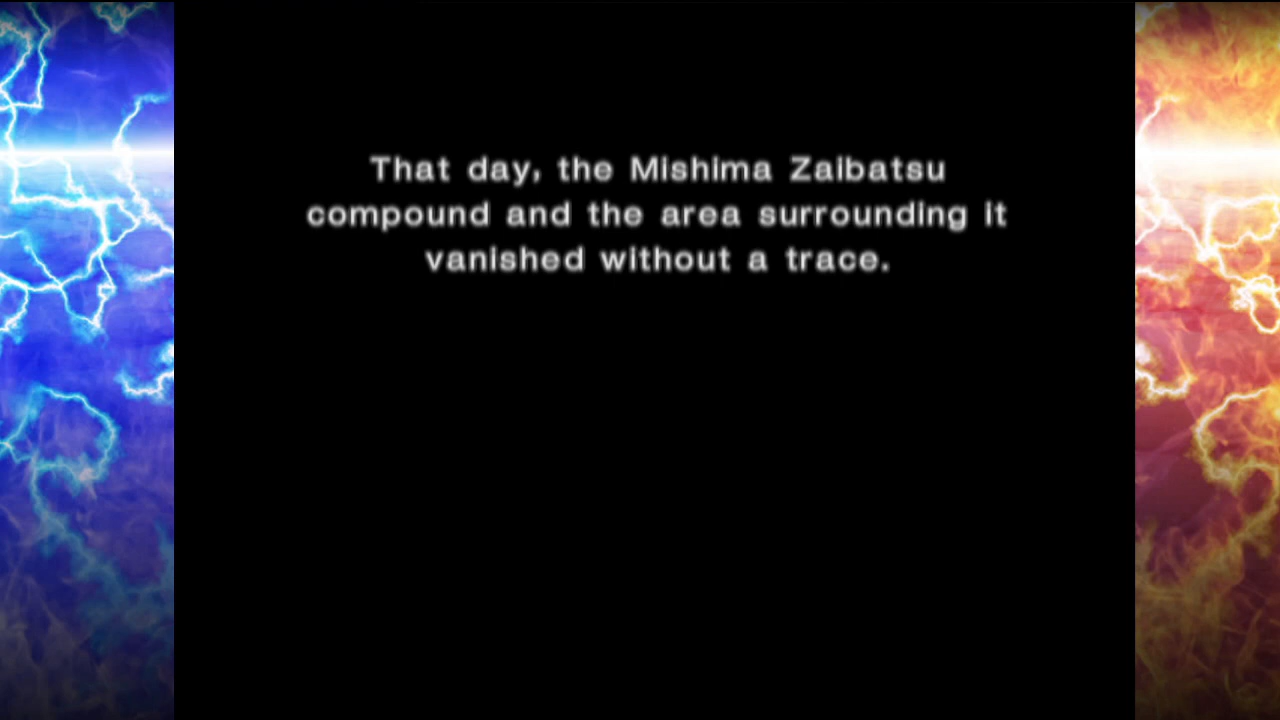 That day, the Mishima Zaibatsu
compound and the area surrounding it
vanished without a trace.